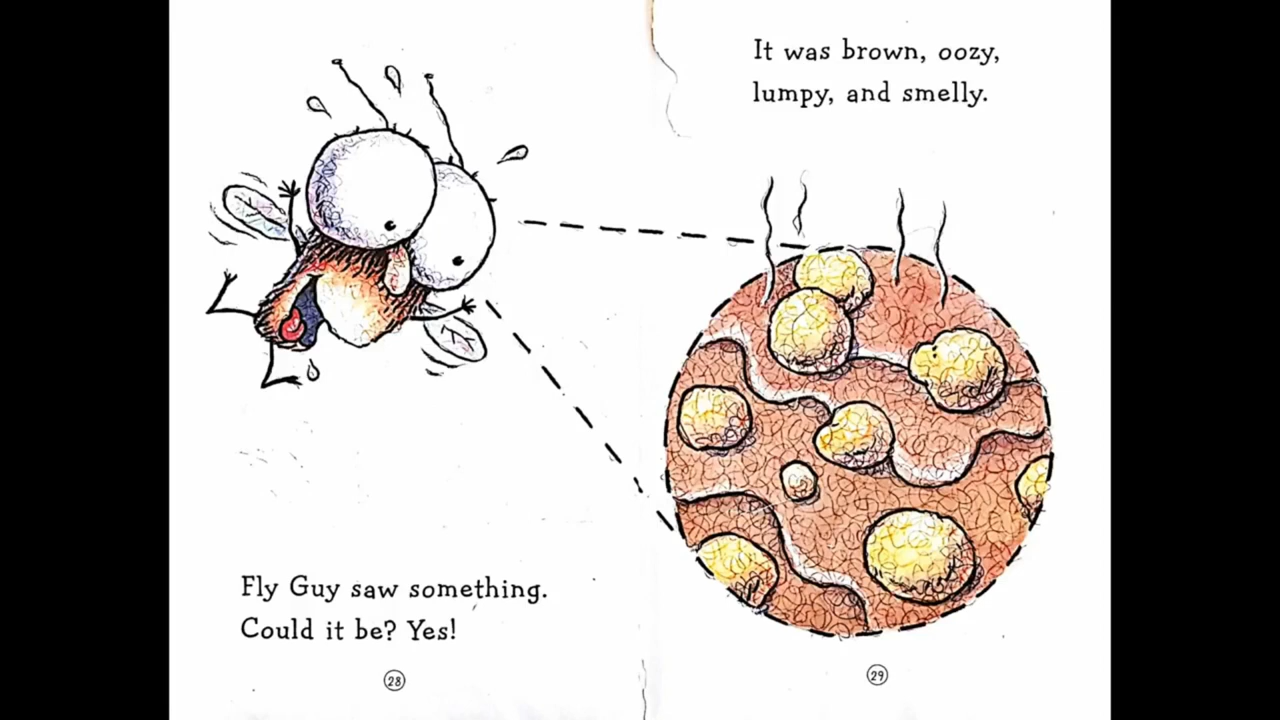 Fly Guy saw something.
Could it be? Yes!
28
It was brown, oozy,
lumpy, and smelly.
29